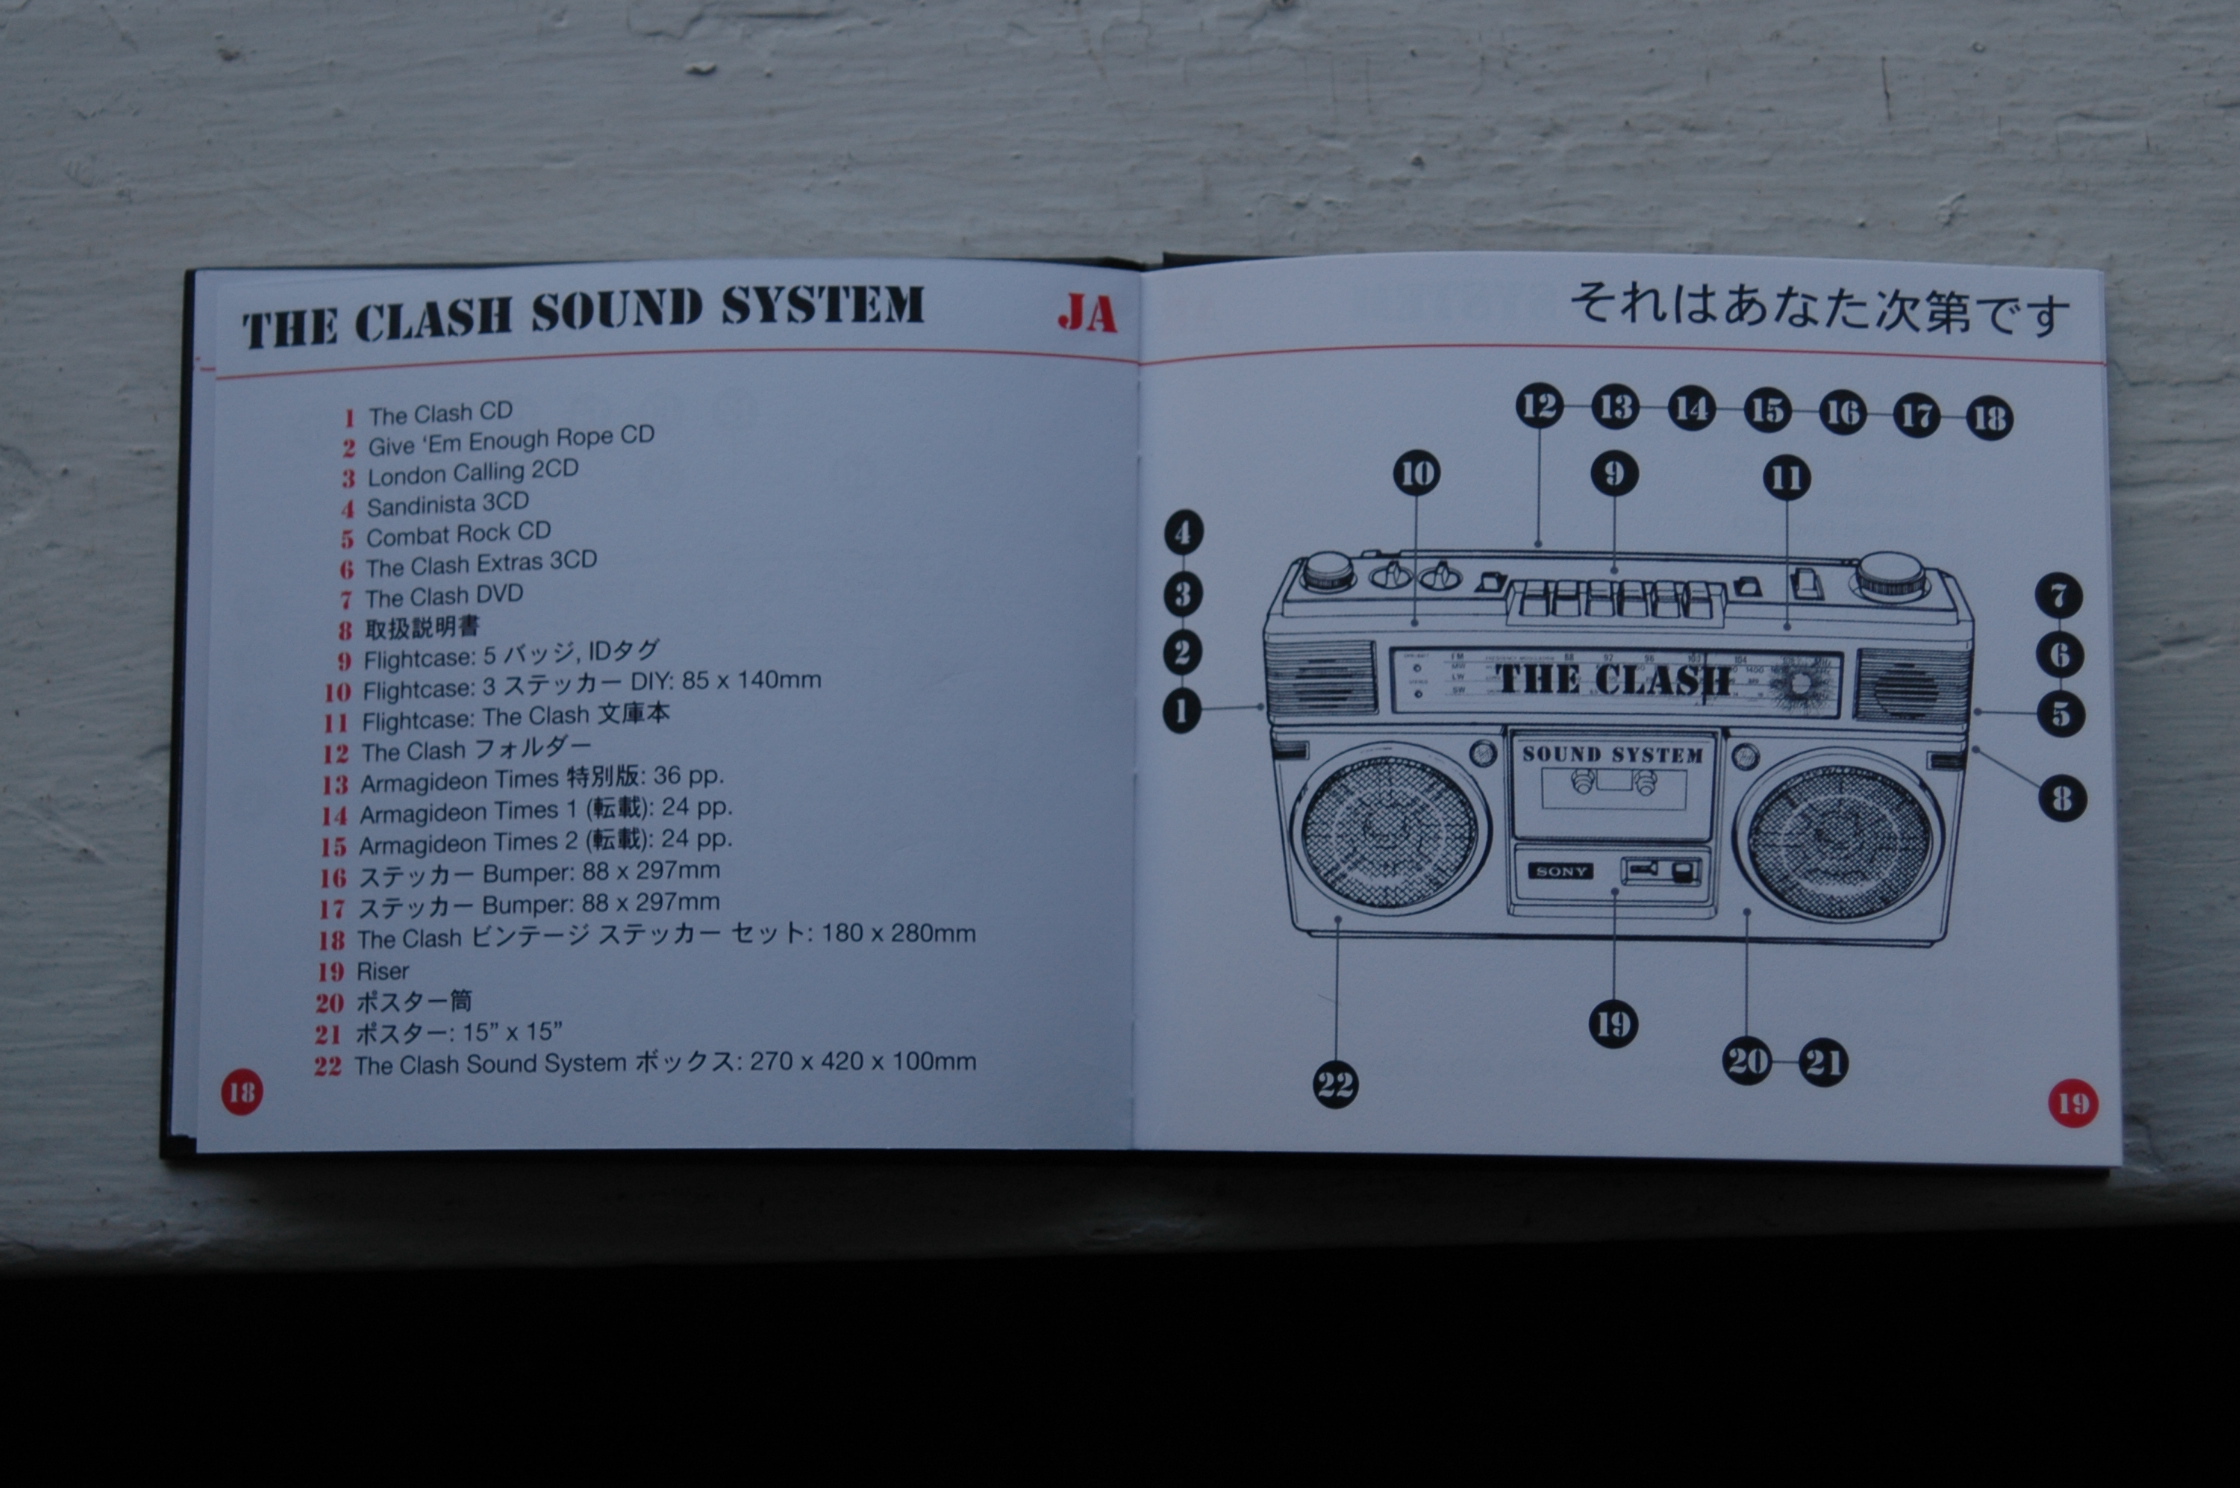 THE CLASH SOUND SYSTEM JA
1 The Clash CD
2 Give ‘Em Enough Rope CD
3 London Calling 2CD
4 Sandinista 3CD
5 Combat Rock CD
6 The Clash Extras 3CD
7 The Clash DVD
8 取扱説明書
9 Flightcase: 5 バッジ, IDタグ
10 Flightcase: 3 ステッカー DIY: 85 x 140mm
11 Flightcase: The Clash 文庫本
12 The Clash フォルダー
13 Armagideon Times 特別版: 36 pp.
14 Armagideon Times 1 (転載): 24 pp.
15 Armagideon Times 2 (転載): 24 pp.
16 ステッカー Bumper: 88 x 297mm
17 ステッカー Bumper: 88 x 297mm
18 The Clash ビンテージ ステッカー セット: 180 x 280mm
19 Riser
20 ポスター筒
21 ポスター: 15” x 15”
22 The Clash Sound System ボックス: 270 x 420 x 100mm
18
それはあなた次第です
12 13 14 15 16 17 18
10 9 11
4
3
2
1
7
6
5
8
FM 88 92 96 104
MW
LW
SW
THE CLASH
SOUND SYSTEM
SONY
19
20 21
22
19